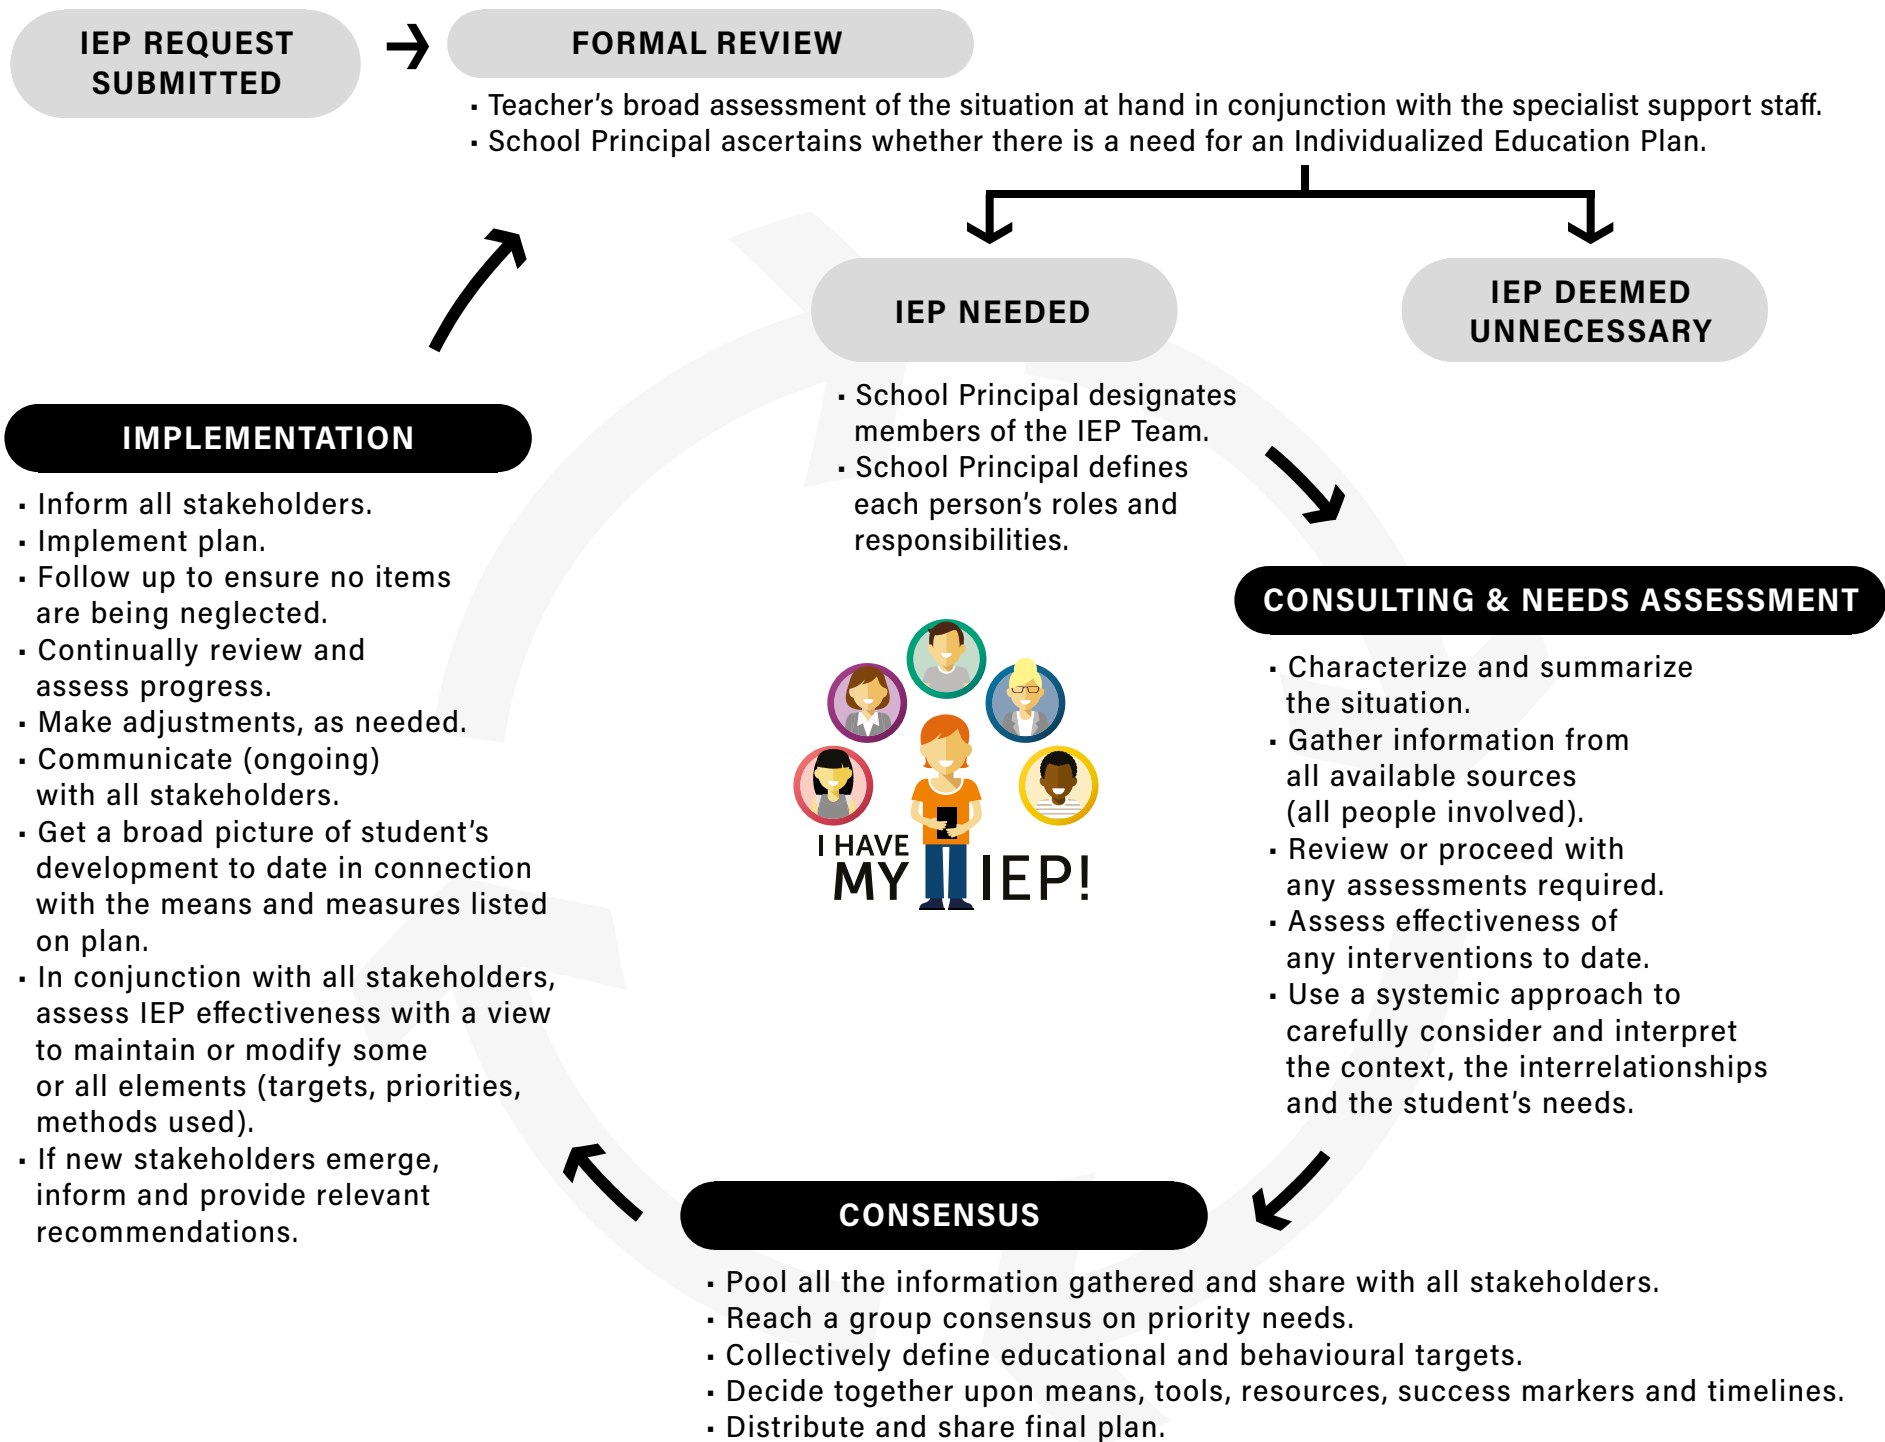 IEP REQUEST
SUBMITTED
FORMAL REVIEW
▪ Teacher's broad assessment of the situation at hand in conjunction with the specialist support staff.
▪ School Principal ascertains whether there is a need for an Individualized Education Plan.
IEP NEEDED
IEP DEEMED
UNNECESSARY
▪ School Principal designates
members of the IEP Team.
▪ School Principal defines
each person's roles and
responsibilities.
CONSULTING & NEEDS ASSESSMENT
▪ Characterize and summarize
the situation.
▪ Gather information from
all available sources
(all people involved).
▪ Review or proceed with
any assessments required.
▪ Assess effectiveness of
any interventions to date.
▪ Use a systemic approach to
carefully consider and interpret
the context, the interrelationships
and the student's needs.
CONSENSUS
▪ Pool all the information gathered and share with all stakeholders.
▪ Reach a group consensus on priority needs.
▪ Collectively define educational and behavioural targets.
▪ Decide together upon means, tools, resources, success markers and timelines.
▪ Distribute and share final plan.
IMPLEMENTATION
▪ Inform all stakeholders.
▪ Implement plan.
▪ Follow up to ensure no items
are being neglected.
▪ Continually review and
assess progress.
▪ Make adjustments, as needed.
▪ Communicate (ongoing)
with all stakeholders.
▪ Get a broad picture of student's
development to date in connection
with the means and measures listed
on plan.
▪ In conjunction with all stakeholders,
assess IEP effectiveness with a view
to maintain or modify some
or all elements (targets, priorities,
methods used).
▪ If new stakeholders emerge,
inform and provide relevant
recommendations.
I HAVE
MY IEP!